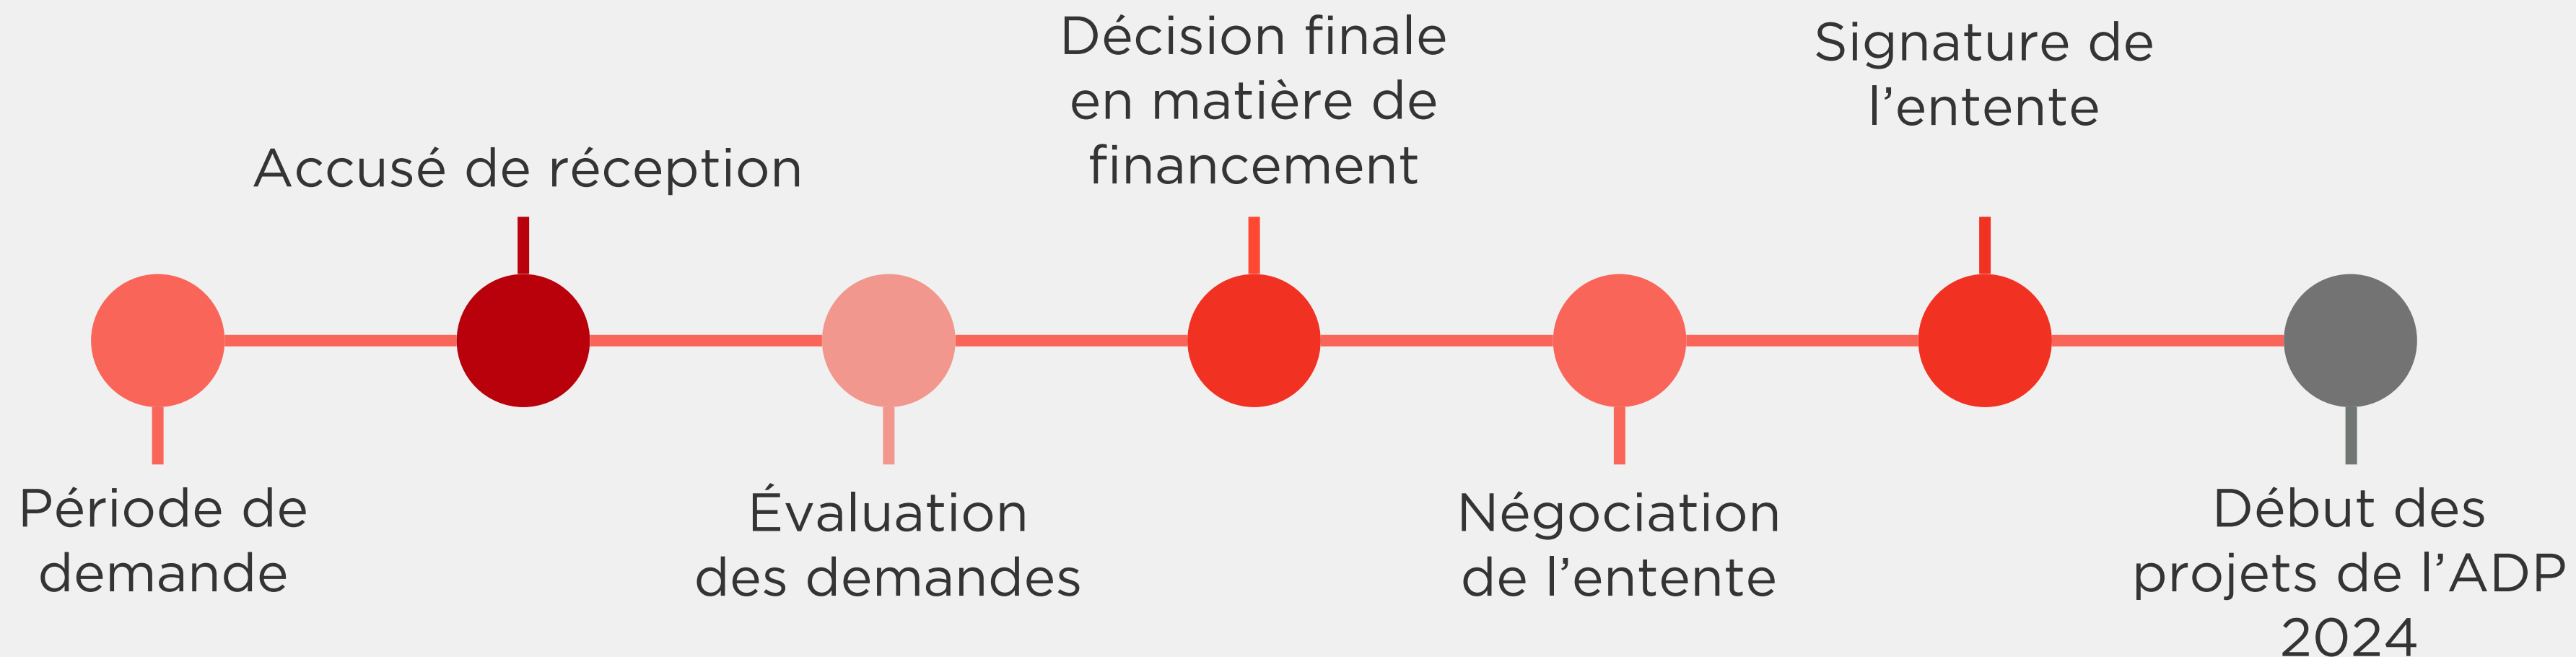 Période de
demande
Accusé de réception
Évaluation
des demandes
Décision finale
en matière de
financement
Négociation
de l’entente
Signature de
l’entente
Début des
projets de l’ADP
2024